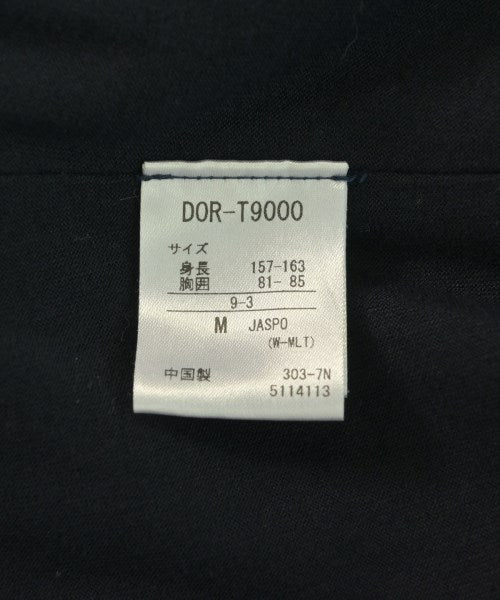 DOR-T9000
サイズ
身長 157-163
胸囲 81- 85
9-3
M JASPO
(W-MLT)
中国製 303-7N
5114113